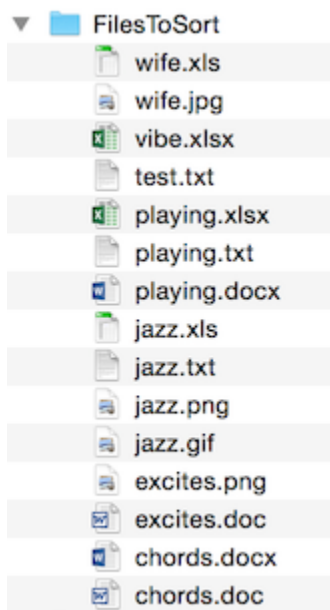 FilesToSort
wife.xls
wife.jpg
vibe.xlsx
test.txt
playing.xlsx
playing.txt
playing.docx
jazz.xls
jazz.txt
jazz.png
jazz.gif
excites.png
excites.doc
chords.docx
chords.doc